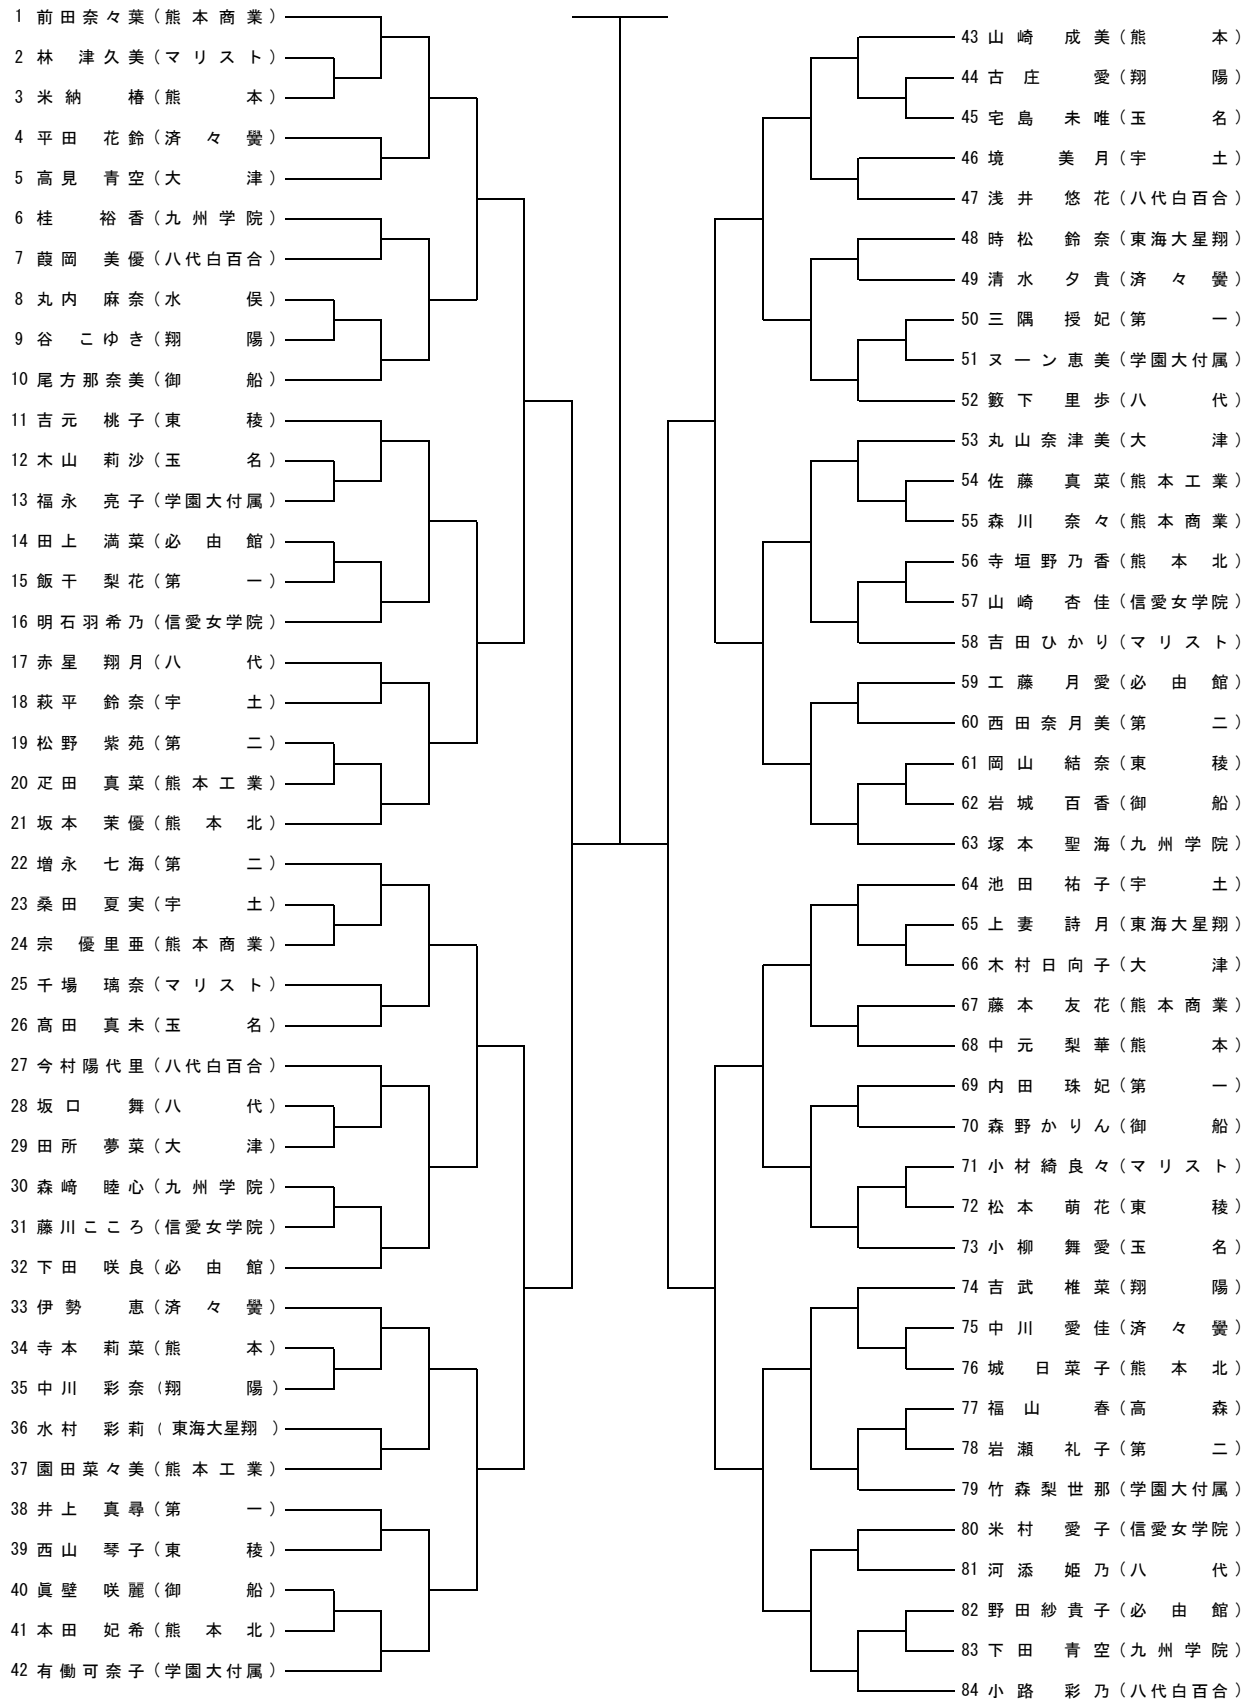 1 前田奈々葉(熊本商業)
2 林 津久美(マリスト)
3 米納 椿(熊本)
4 平田 花鈴(済々黌)
5 高見 青空(大津)
6 桂 裕香(九州学院)
7 葭岡 美優(八代白百合)
8 丸内 麻奈(水俣)
9 谷 こゆき(翔陽)
10 尾方那奈美(御船)
11 吉元 桃子(東稜)
12 木山 莉沙(玉名)
13 福永 亮子(学園大付属)
14 田上 満菜(必由館)
15 飯干 梨花(第一)
16 明石羽希乃(信愛女学院)
17 赤星 翔月(八代)
18 萩平 鈴奈(宇土)
19 松野 紫苑(第二)
20 疋田 真菜(熊本工業)
21 坂本 茉優(熊本北)
22 増永 七海(第二)
23 桑田 夏実(宇土)
24 宗 優里亜(熊本商業)
25 千場 璃奈(マリスト)
26 髙田 真未(玉名)
27 今村陽代里(八代白百合)
28 坂口 舞(八代)
29 田所 夢菜(大津)
30 森﨑 睦心(九州学院)
31 藤川こころ(信愛女学院)
32 下田 咲良(必由館)
33 伊勢 恵(済々黌)
34 寺本 莉菜(熊本)
35 中川 彩奈(翔陽)
36 水村 彩莉(東海大星翔)
37 園田菜々美(熊本工業)
38 井上 真尋(第一)
39 西山 琴子(東稜)
40 眞壁 咲麗(御船)
41 本田 妃希(熊本北)
42 有働可奈子(学園大付属)
43 山崎 成美(熊本)
44 古庄 愛(翔陽)
45 宅島 未唯(玉名)
46 境 美月(宇土)
47 浅井 悠花(八代白百合)
48 時松 鈴奈(東海大星翔)
49 清水 夕貴(済々黌)
50 三隅 授妃(第一)
51 ヌーン恵美(学園大付属)
52 籔下 里歩(八代)
53 丸山奈津美(大津)
54 佐藤 真菜(熊本工業)
55 森川 奈々(熊本商業)
56 寺垣野乃香(熊本北)
57 山崎 杏佳(信愛女学院)
58 吉田ひかり(マリスト)
59 工藤 月愛(必由館)
60 西田奈月美(第二)
61 岡山 結奈(東稜)
62 岩城 百香(御船)
63 塚本 聖海(九州学院)
64 池田 祐子(宇土)
65 上妻 詩月(東海大星翔)
66 木村日向子(大津)
67 藤本 友花(熊本商業)
68 中元 梨華(熊本)
69 内田 珠妃(第一)
70 森野かりん(御船)
71 小材綺良々(マリスト)
72 松本 萌花(東稜)
73 小柳 舞愛(玉名)
74 吉武 椎菜(翔陽)
75 中川 愛佳(済々黌)
76 城 日菜子(熊本北)
77 福山 春(高森)
78 岩瀬 礼子(第二)
79 竹森梨世那(学園大付属)
80 米村 愛子(信愛女学院)
81 河添 姫乃(八代)
82 野田紗貴子(必由館)
83 下田 青空(九州学院)
84 小路 彩乃(八代白百合)